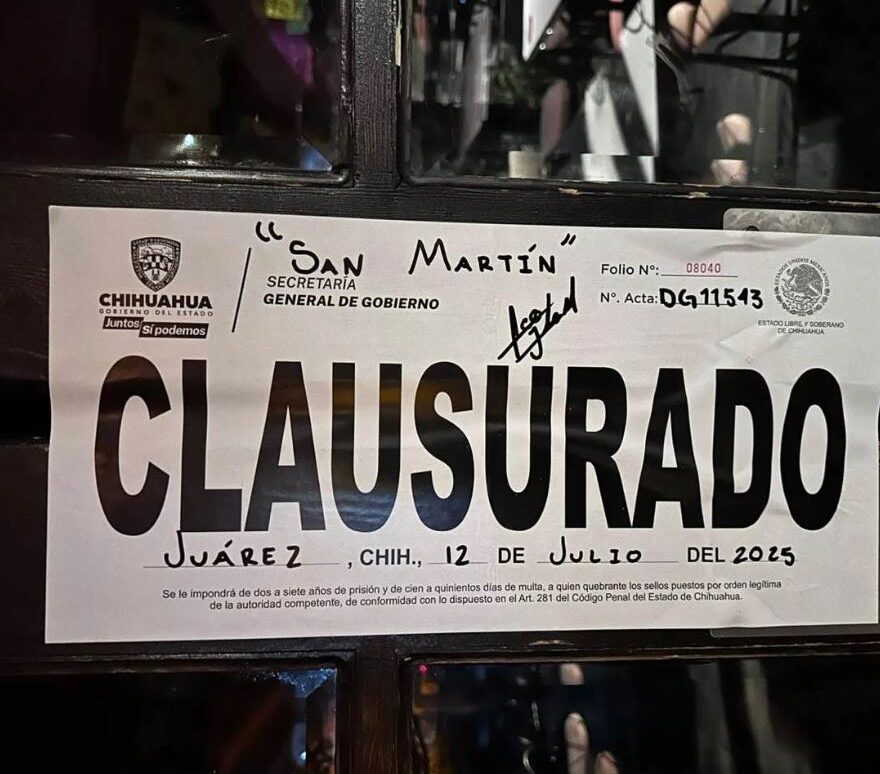 "San Martín"
CHIHUAHUA
GOBIERNO DEL ESTADO
Juntos Sí podemos
SECRETARÍA
GENERAL DE GOBIERNO
Folio Nº: 08040
Nº. Acta: DG11543
ESTADOS UNIDOS MEXICANOS
ESTADO LIBRE Y SOBERANO
DE CHIHUAHUA
CLAUSURADO
JUÁREZ, CHIH., 12 DE JULIO DEL 2025
Se le impondrá de dos a siete años de prisión y de cien a quinientos días de multa, a quien quebrante los sellos puestos por orden legítima
de la autoridad competente, de conformidad con lo dispuesto en el Art. 281 del Código Penal del Estado de Chihuahua.